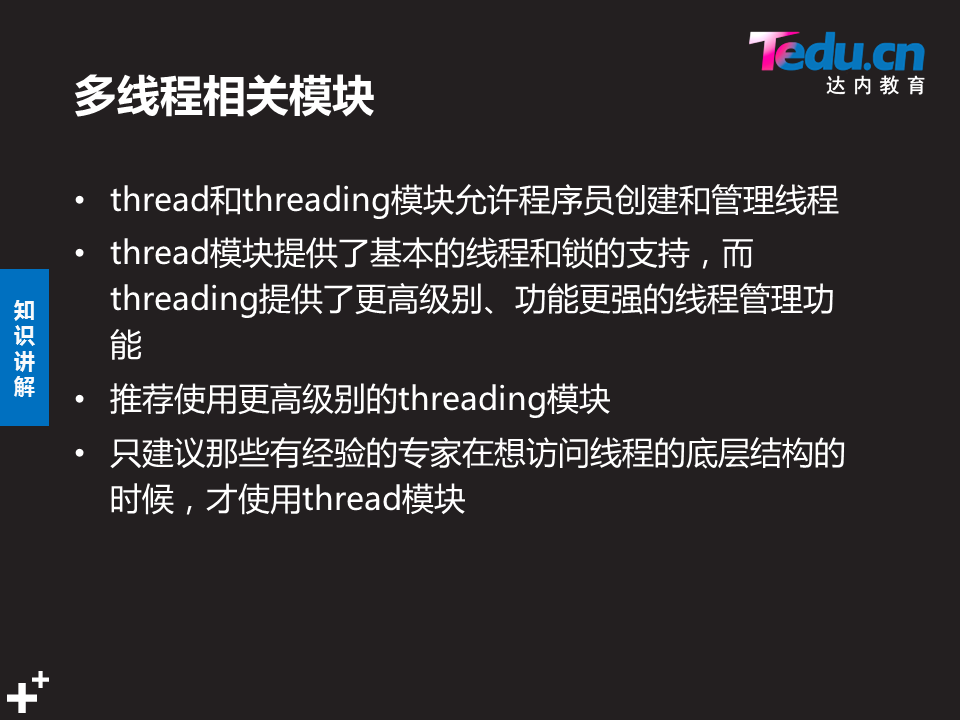 Tedu.cn
达内教育
多线程相关模块
• thread和threading模块允许程序员创建和管理线程
• thread模块提供了基本的线程和锁的支持，而
threading提供了更高级别、功能更强的线程管理功
能
• 推荐使用更高级别的threading模块
• 只建议那些有经验的专家在想访问线程的底层结构的
时候，才使用thread模块
知
识
讲
解